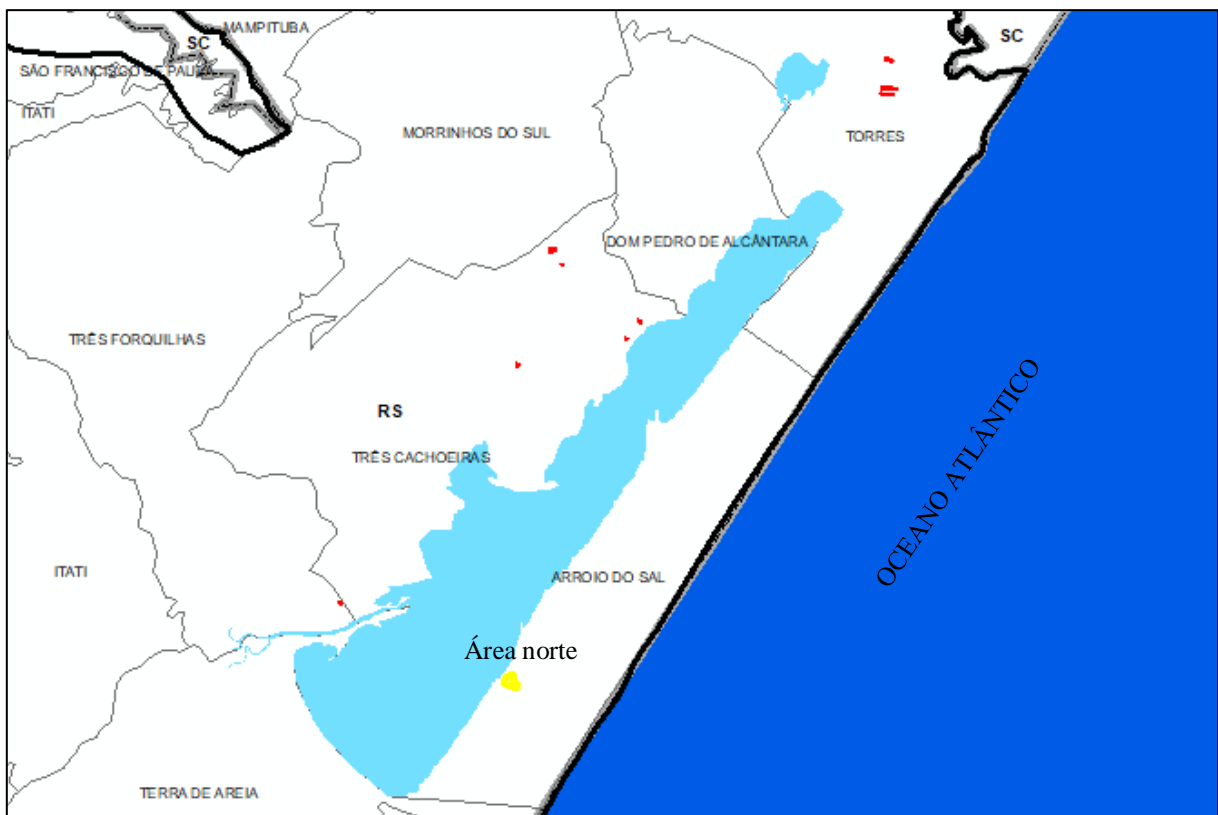 MAMPITUBA
SC
SC
SÃO FRANCISCO DE PAULA
ITATI
MORRINHOS DO SUL
TORRES
DOM PEDRO DE ALCÂNTARA
TRÊS FORQUILHAS
RS
OCEANO ATLÂNTICO
TRÊS CACHOEIRAS
ITATI
ARROIO DO SAL
Área norte
TERRA DE AREIA